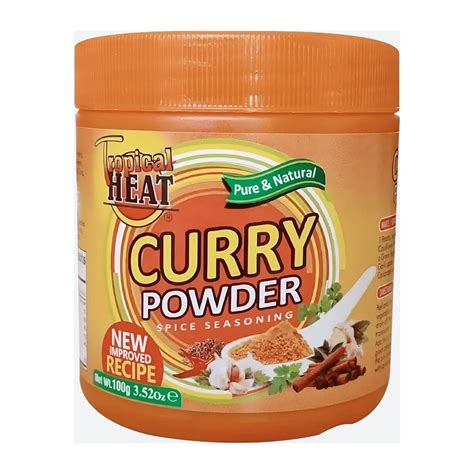 Tropical
HEAT
Pure & Natural
CURRY
POWDER
SPICE SEASONING
NEW
IMPROVED
RECIPE
Net Wt.100g 3.52Oz e